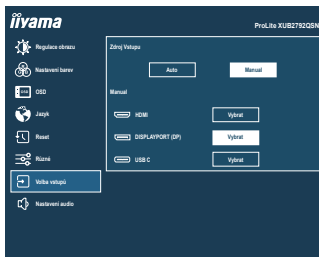 iiyama
ProLite XUB2792QSN
Regulace obrazu
Nastavení barev
OSD
Jazyk
Reset
Různé
Volba vstupů
Nastavení audio
Zdroj Vstupu
Auto
Manual
Manual
HDMI
Vybrat
DISPLAYPORT (DP)
Vybrat
USB C
Vybrat